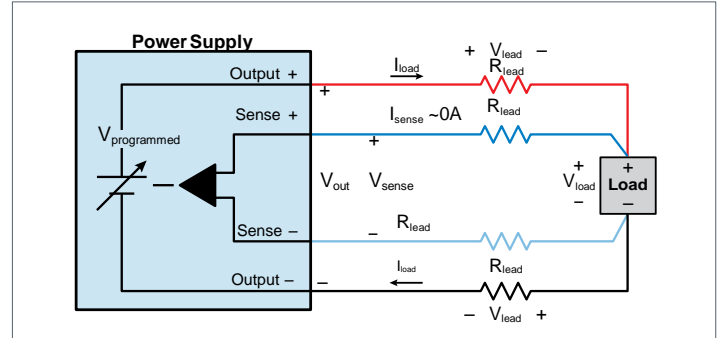 Power Supply
+ Vlead −
Iload
Rlead
Output +
+
Rlead
Sense +
Isense ~0A
+
Vprogrammed
Vout
Vsense
+
Vload
−
+
Load
−
Rlead
Sense −
−
Rlead
Iload
Output −
−
− Vlead +